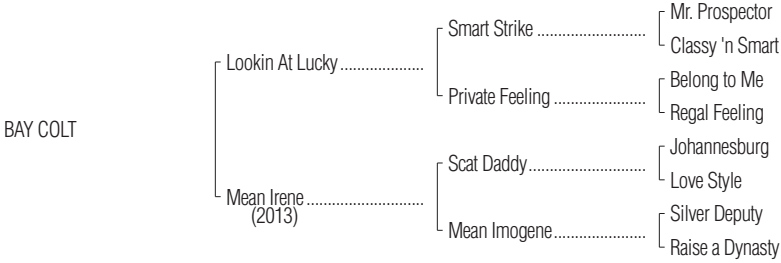 Mr. Prospector
Smart Strike ..........................
Classy 'n Smart
Lookin At Lucky ....................
Belong to Me
Private Feeling ......................
Regal Feeling
BAY COLT
Johannesburg
Scat Daddy ............................
Love Style
Mean Irene ............................
(2013)
Silver Deputy
Mean Imogene ......................
Raise a Dynasty